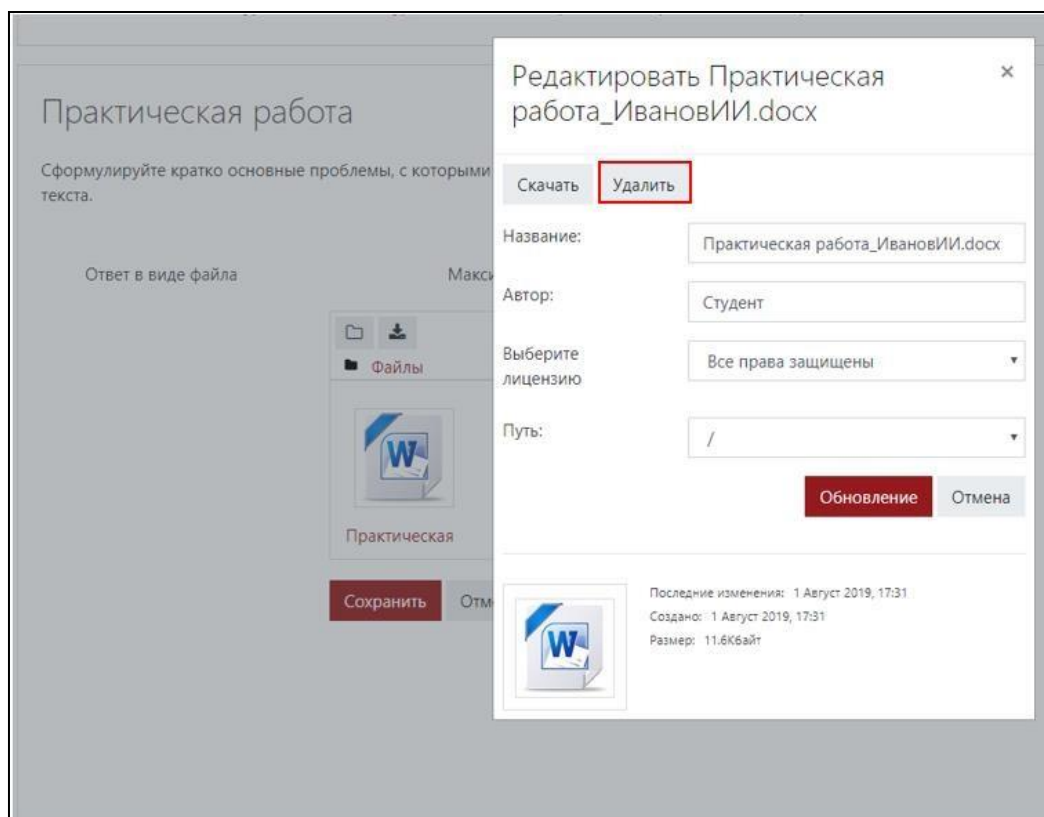 Практическая работа
Сформулируйте кратко основные проблемы, с которыми
текста.
Ответ в виде файла
Файлы
Практическая
Сохранить
Редактировать Практическая
работа_ИвановИИ.docx
×
Скачать Удалить
Название: Практическая работа_ИвановИИ.docx
Автор: Студент
Выберите
лицензию
Все права защищены
Путь: /
Обновление Отмена
Последние изменения: 1 Август 2019, 17:31
Создано: 1 Август 2019, 17:31
Размер: 11.6Кбайт